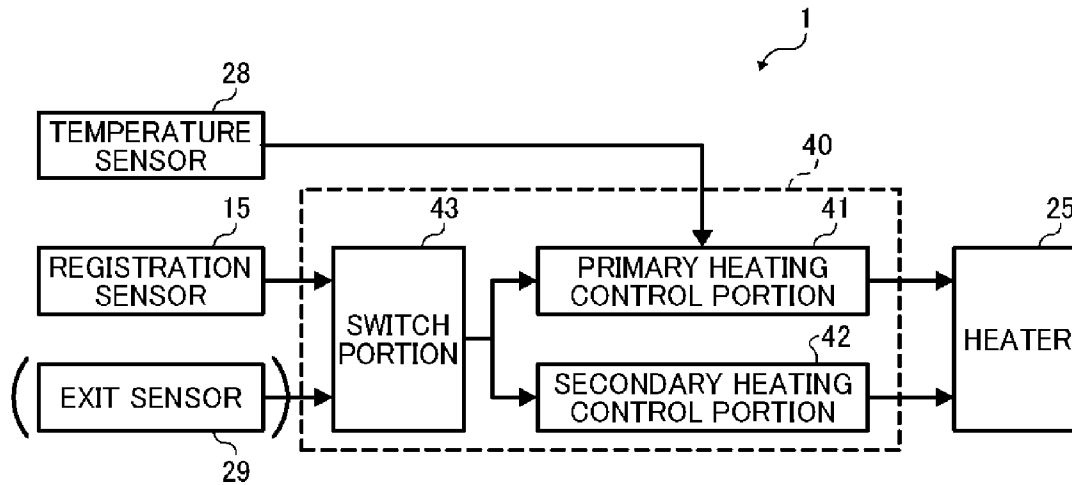 1
28
TEMPERATURE
SENSOR
40
15
43
41
25
REGISTRATION
SENSOR
PRIMARY HEATING
CONTROL PORTION
SWITCH
PORTION
HEATER
42
( EXIT SENSOR )
SECONDARY HEATING
CONTROL PORTION
29